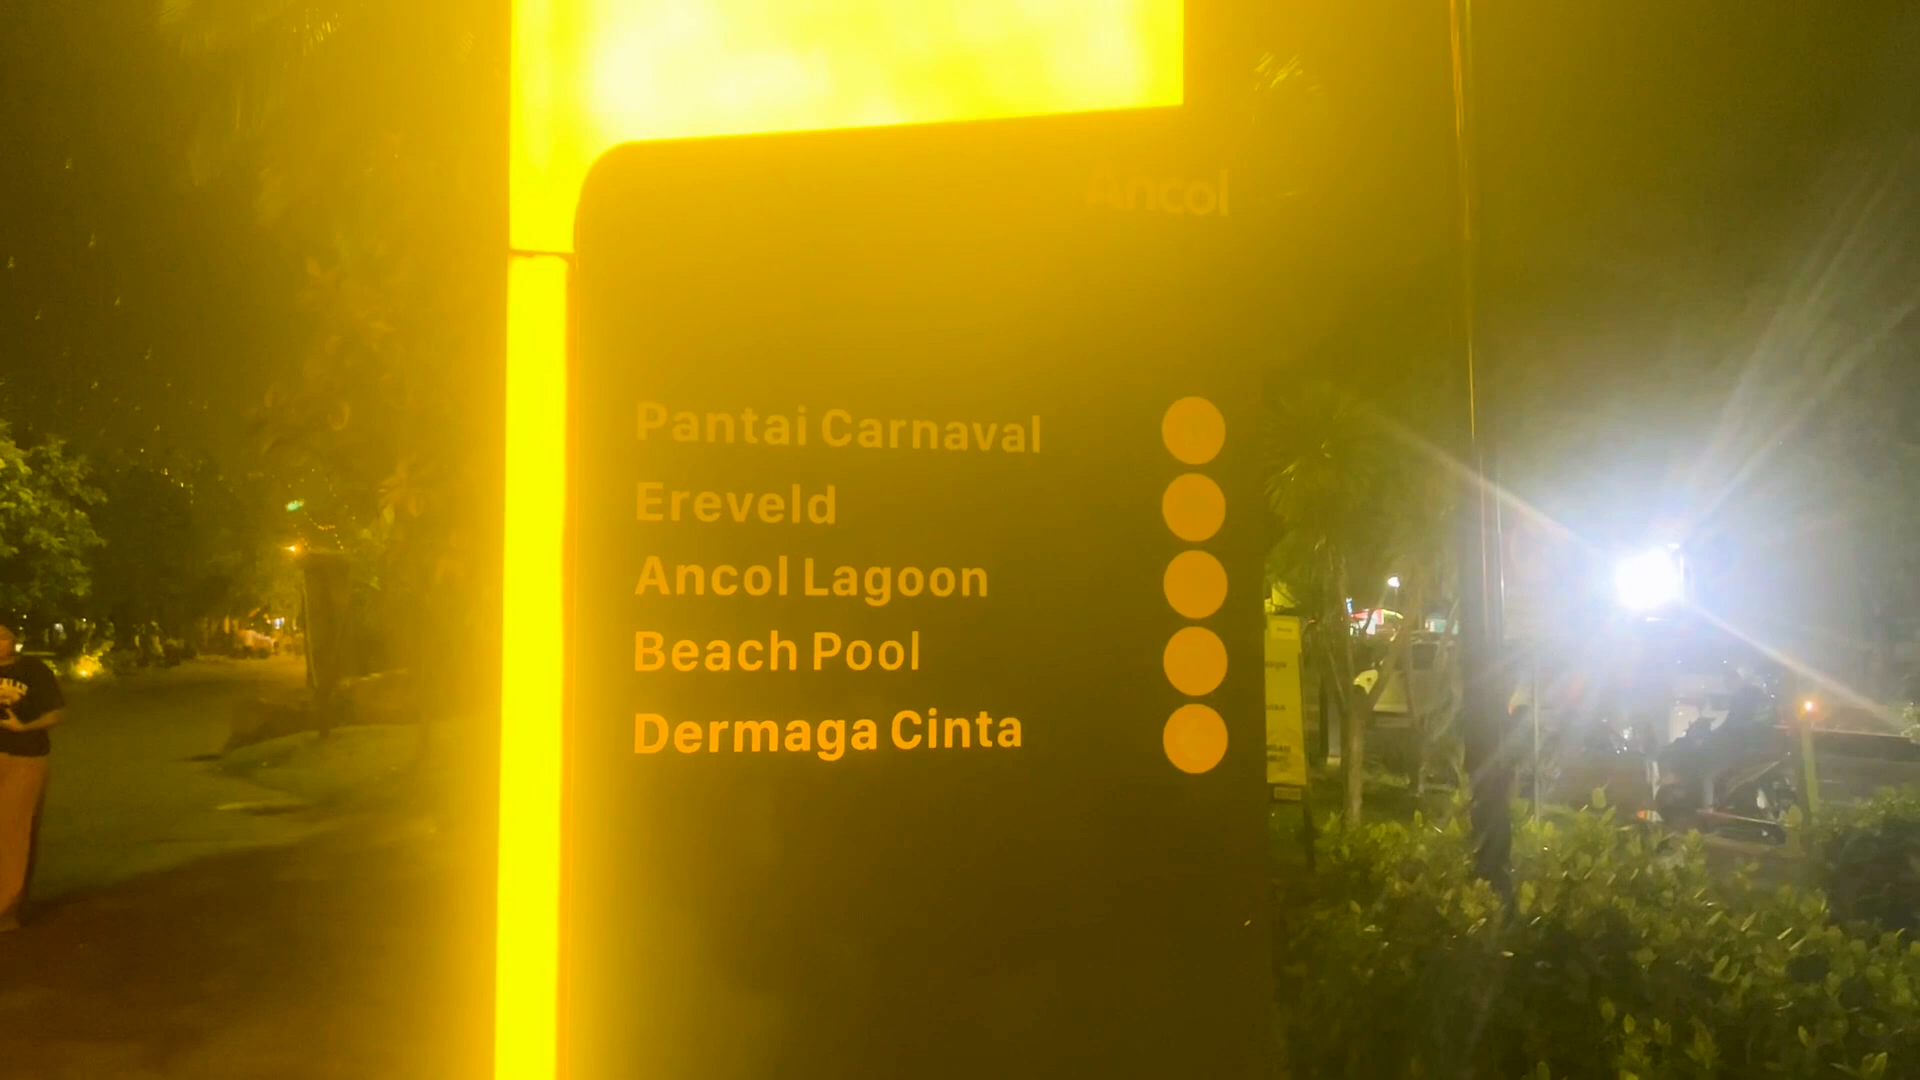 Ancol
Pantai Carnaval
Ereveld
Ancol Lagoon
Beach Pool
Dermaga Cinta